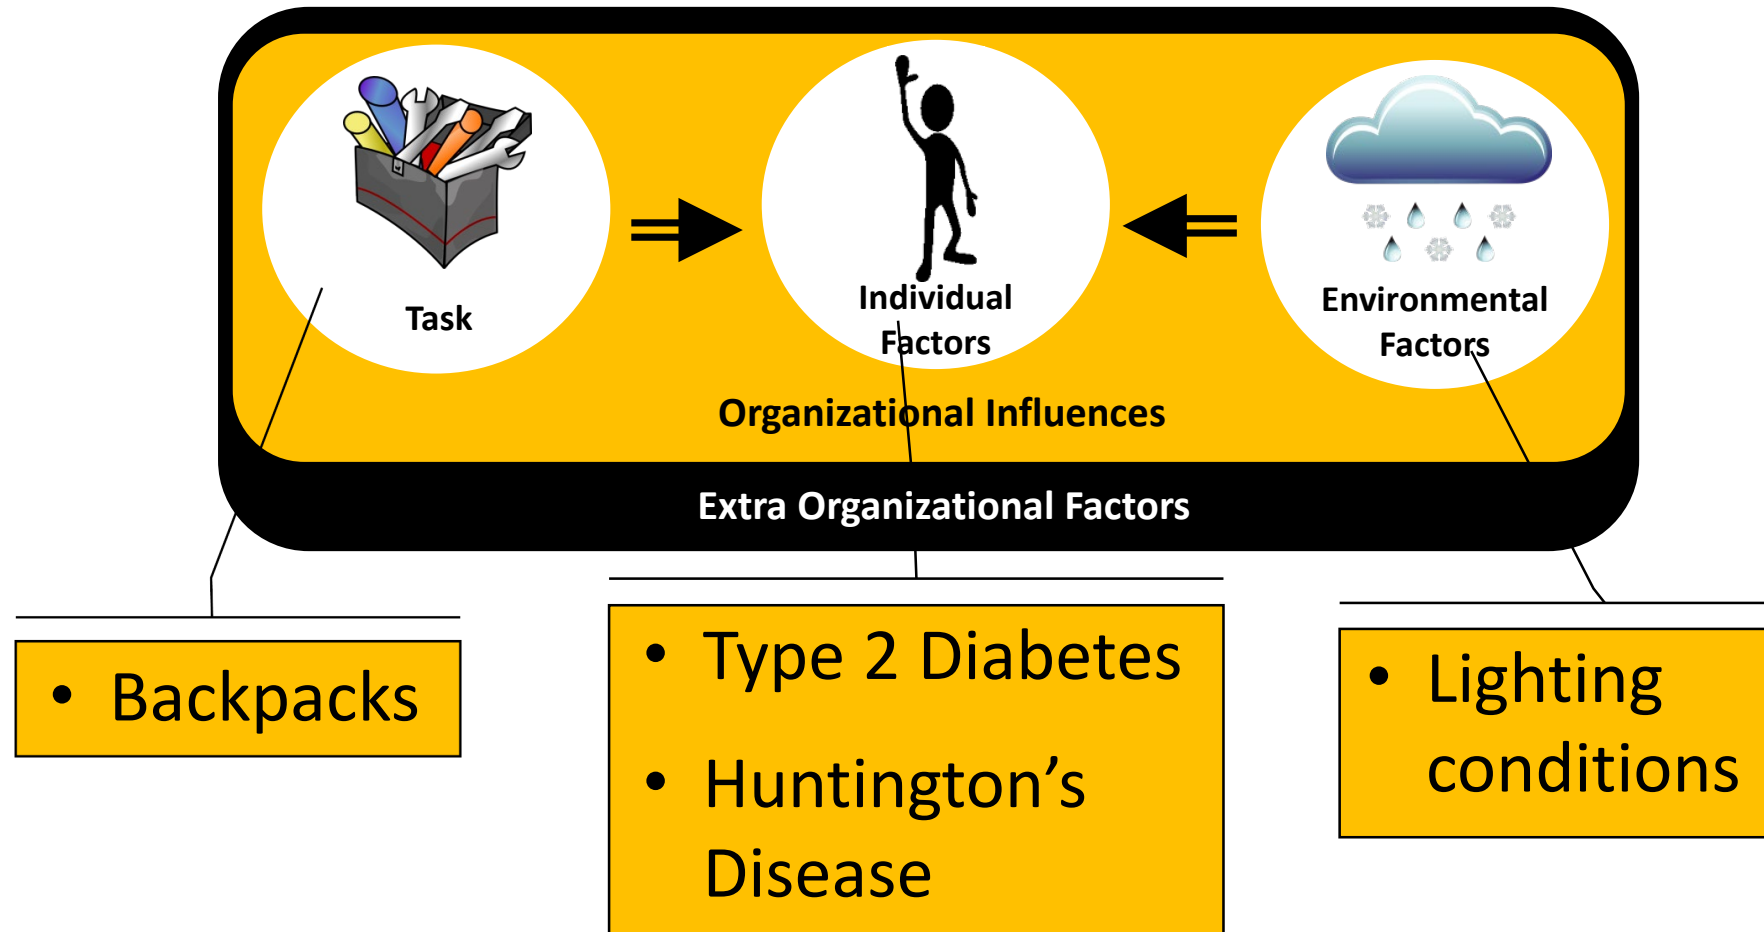 Task
Individual
Factors
Environmental
Factors
Organizational Influences
Extra Organizational Factors
• Backpacks
• Type 2 Diabetes
• Huntington’s
Disease
• Lighting
conditions